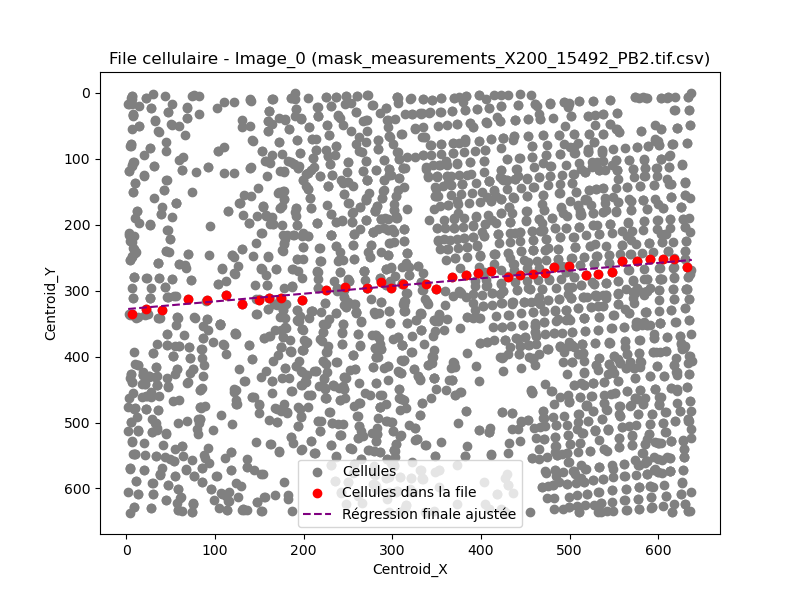 File cellulaire - Image_0 (mask_measurements_X200_15492_PB2.tif.csv)
0
100
200
300
400
500
600
Centroid_Y
Cellules
Cellules dans la file
Régression finale ajustée
0 100 200 300 400 500 600
Centroid_X